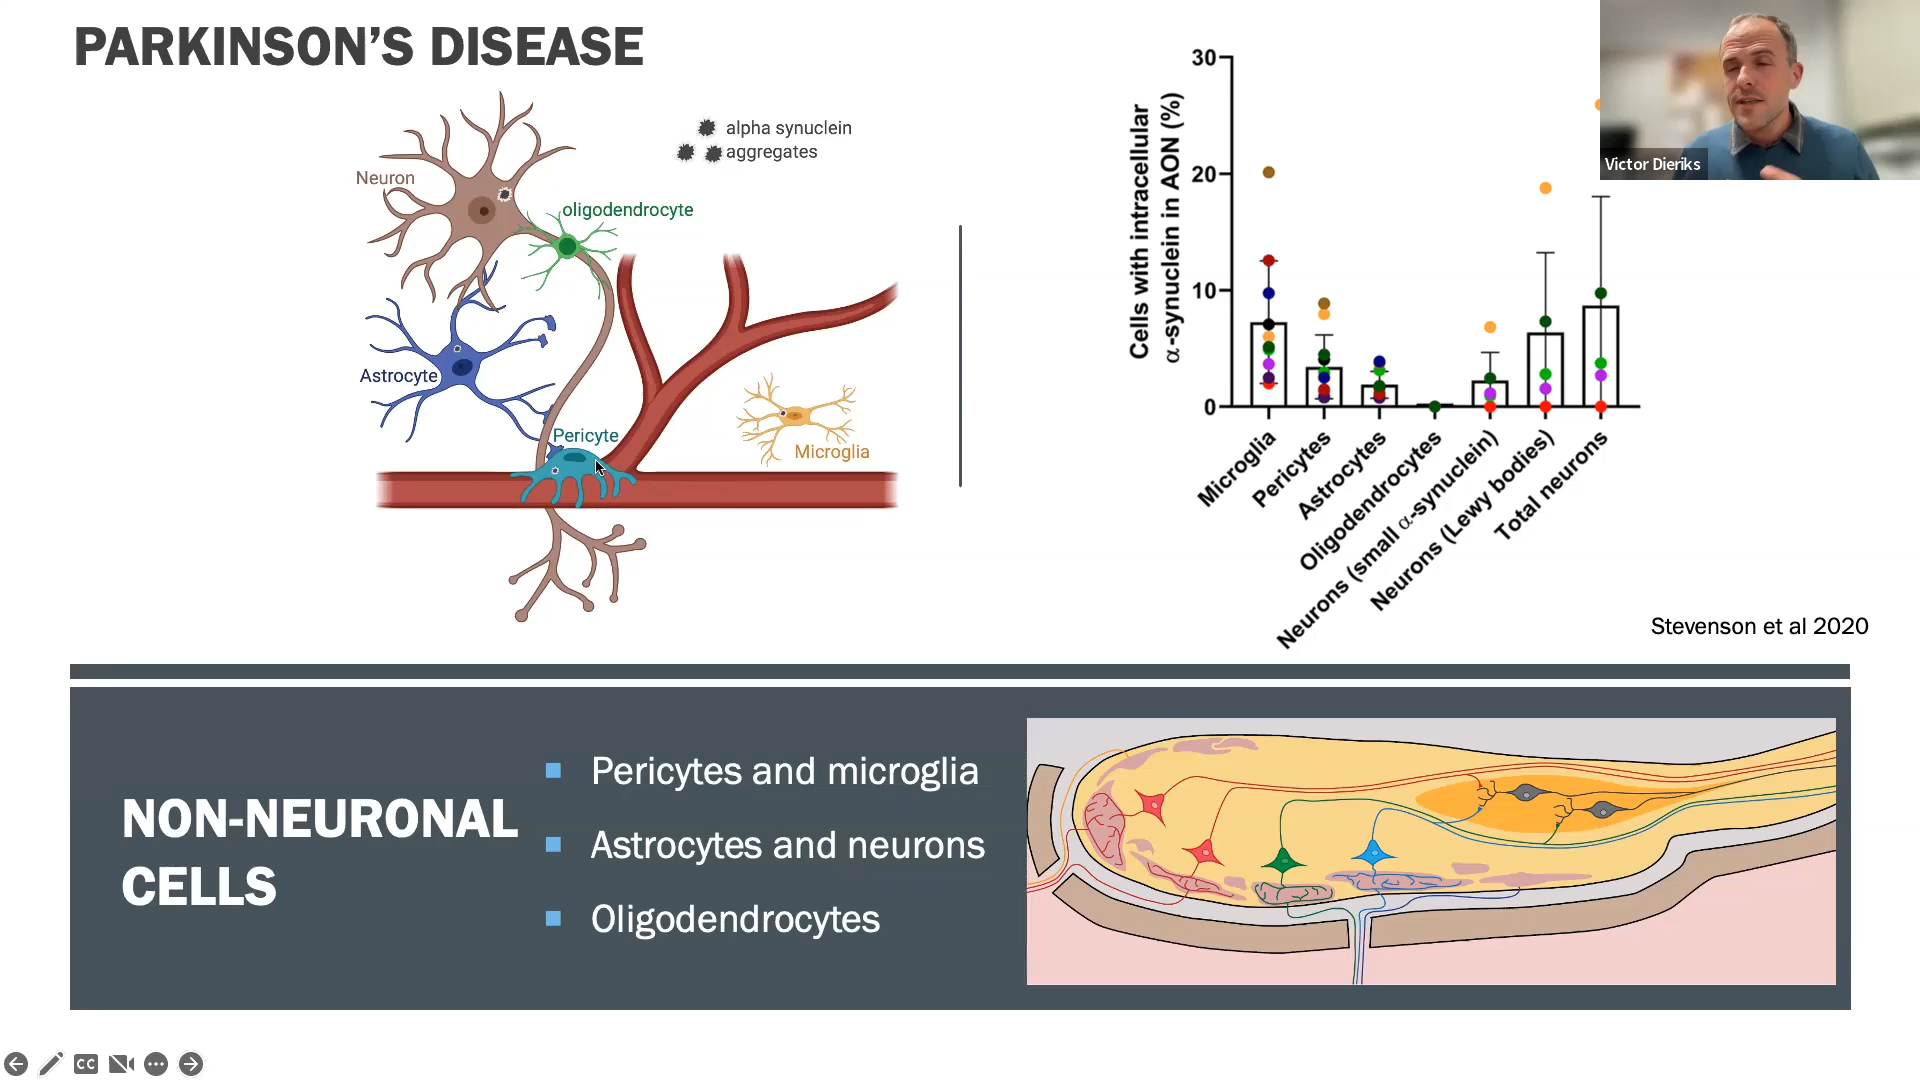 PARKINSON’S DISEASE
alpha synuclein
aggregates
Neuron
oligodendrocyte
Astrocyte
Pericyte
Microglia
Cells with intracellular
α-synuclein in AON (%)
30
20
10
0
Microglia
Pericytes
Astrocytes
Oligodendrocytes
Neurons (small α-synuclein)
Neurons (Lewy bodies)
Total neurons
Victor Dieriks
Stevenson et al 2020
NON-NEURONAL
CELLS
Pericytes and microglia
Astrocytes and neurons
Oligodendrocytes
CC